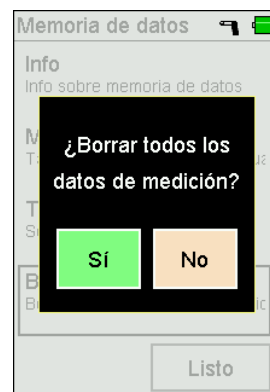 Memoria de datos
Info
Info sobre memoria de datos
¿Borrar todos los
datos de medición?
Sí
No
Listo